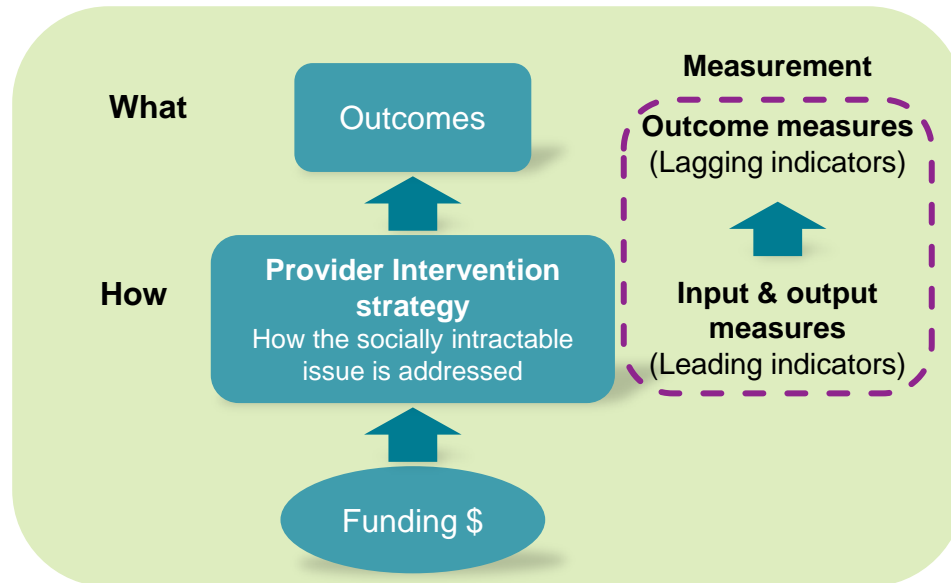 What
Outcomes
Measurement
Outcome measures
(Lagging indicators)
How
Provider Intervention
strategy
How the socially intractable
issue is addressed
Input & output
measures
(Leading indicators)
Funding $